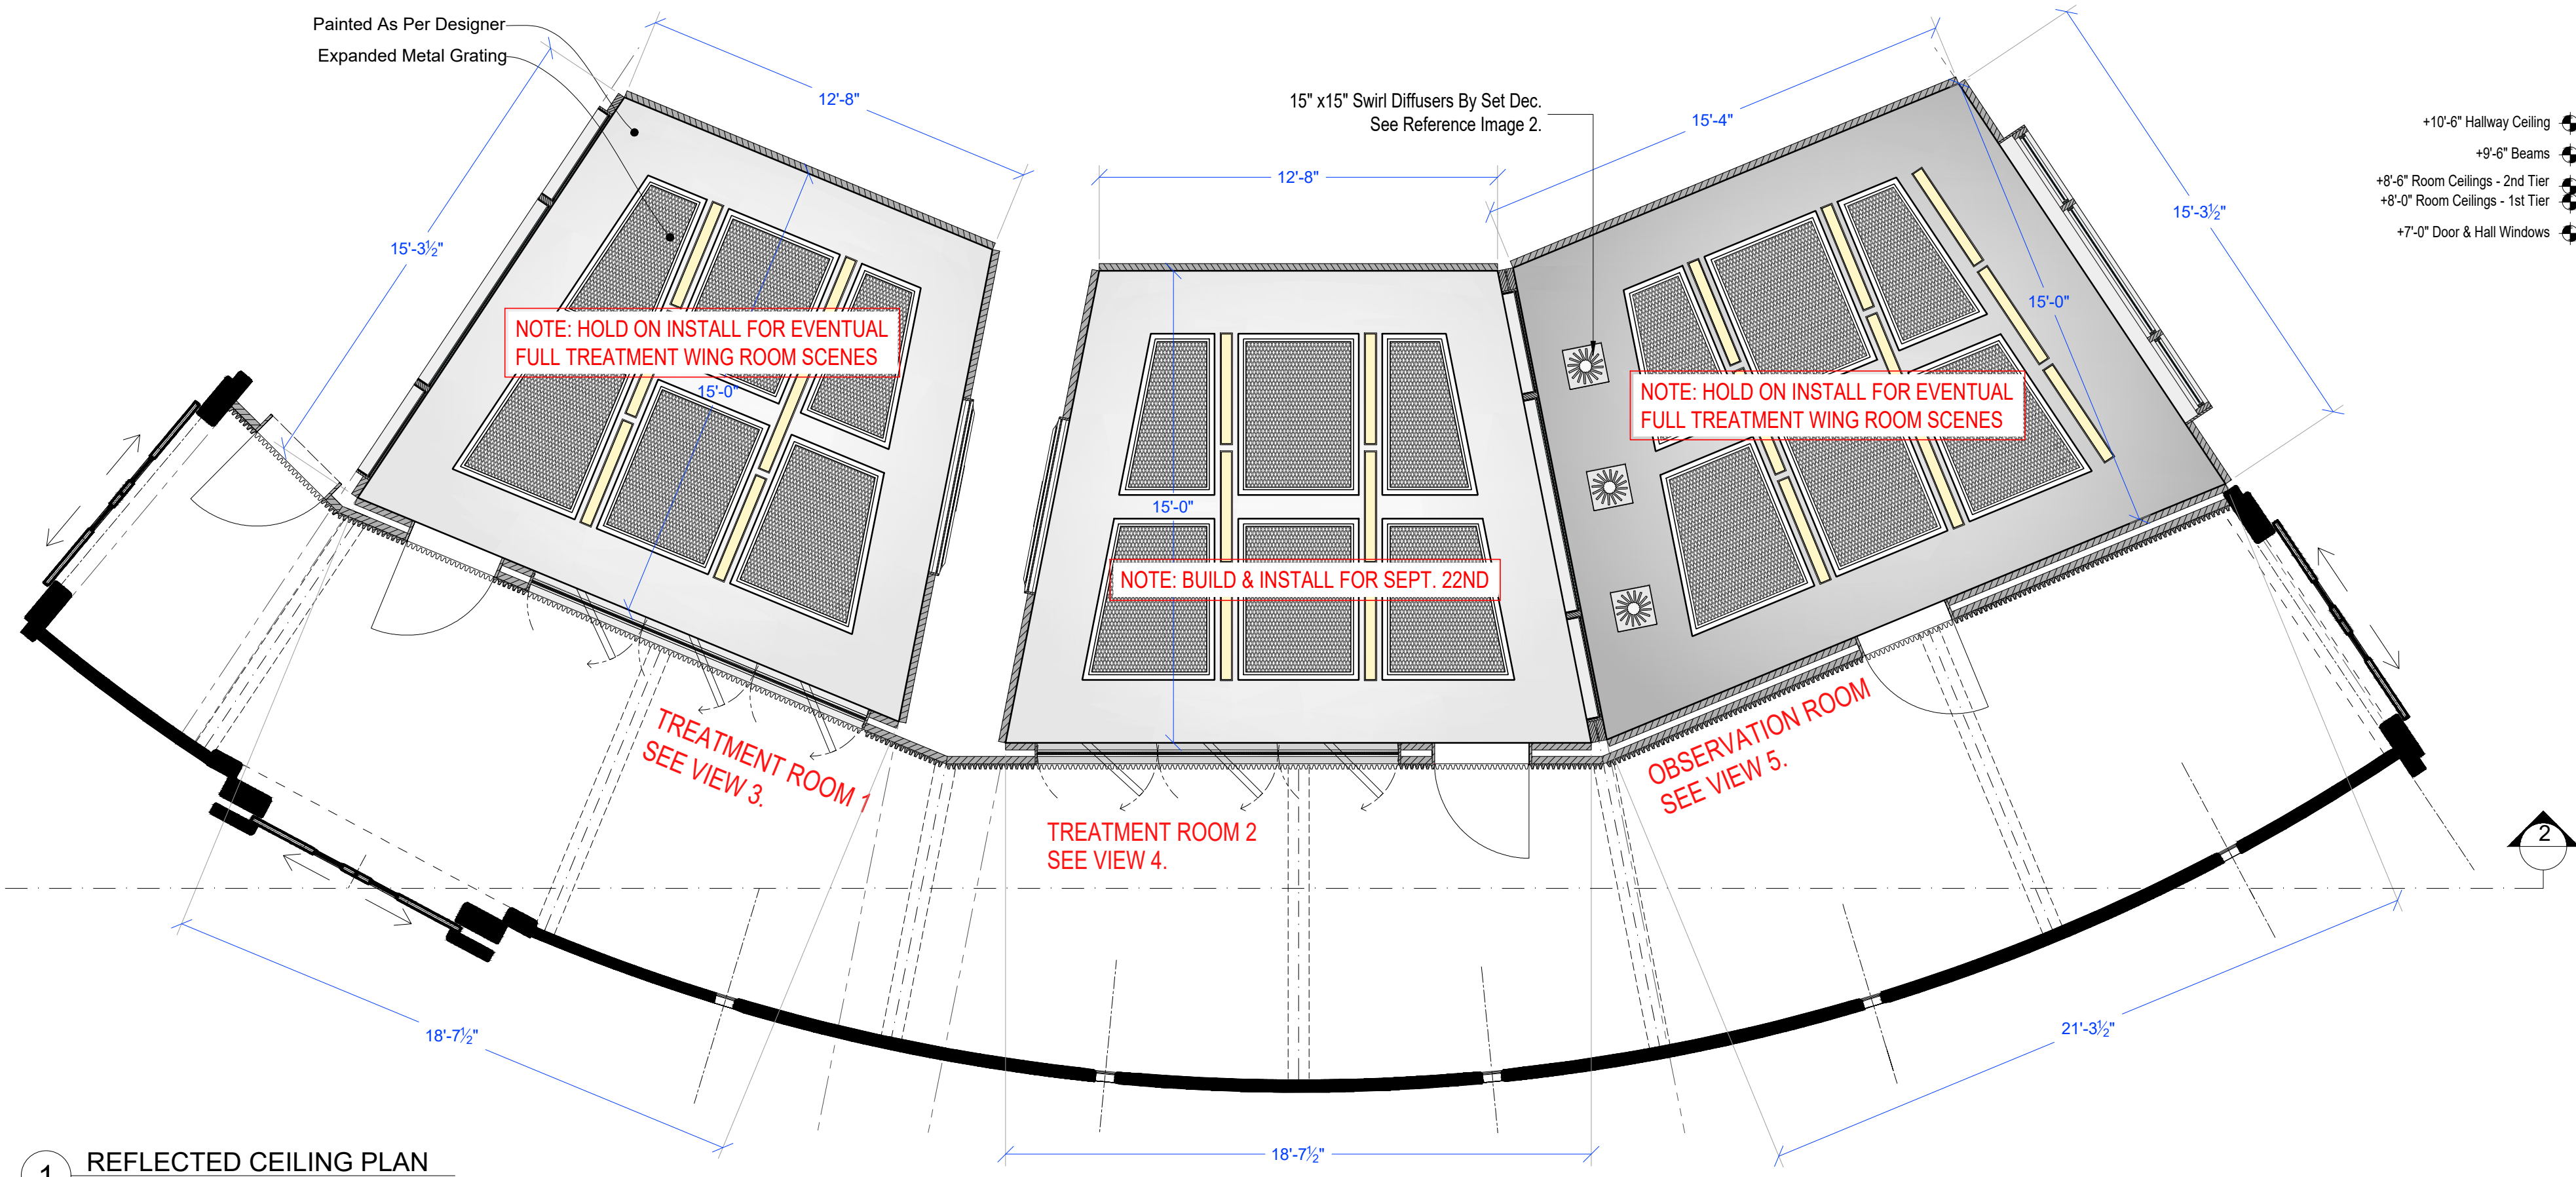 Painted As Per Designer
Expanded Metal Grating
12'-8"
15'-3½"
15'-0"
NOTE: HOLD ON INSTALL FOR EVENTUAL
FULL TREATMENT WING ROOM SCENES
TREATMENT ROOM 1
SEE VIEW 3.
18'-7½"
12'-8"
15'-0"
NOTE: BUILD & INSTALL FOR SEPT. 22ND
TREATMENT ROOM 2
SEE VIEW 4.
18'-7½"
15" x15" Swirl Diffusers By Set Dec.
See Reference Image 2.
15'-4"
15'-3½"
15'-0"
NOTE: HOLD ON INSTALL FOR EVENTUAL
FULL TREATMENT WING ROOM SCENES
OBSERVATION ROOM
SEE VIEW 5.
21'-3½"
+10'-6" Hallway Ceiling
+9'-6" Beams
+8'-6" Room Ceilings - 2nd Tier
+8'-0" Room Ceilings - 1st Tier
+7'-0" Door & Hall Windows
2
1
REFLECTED CEILING PLAN